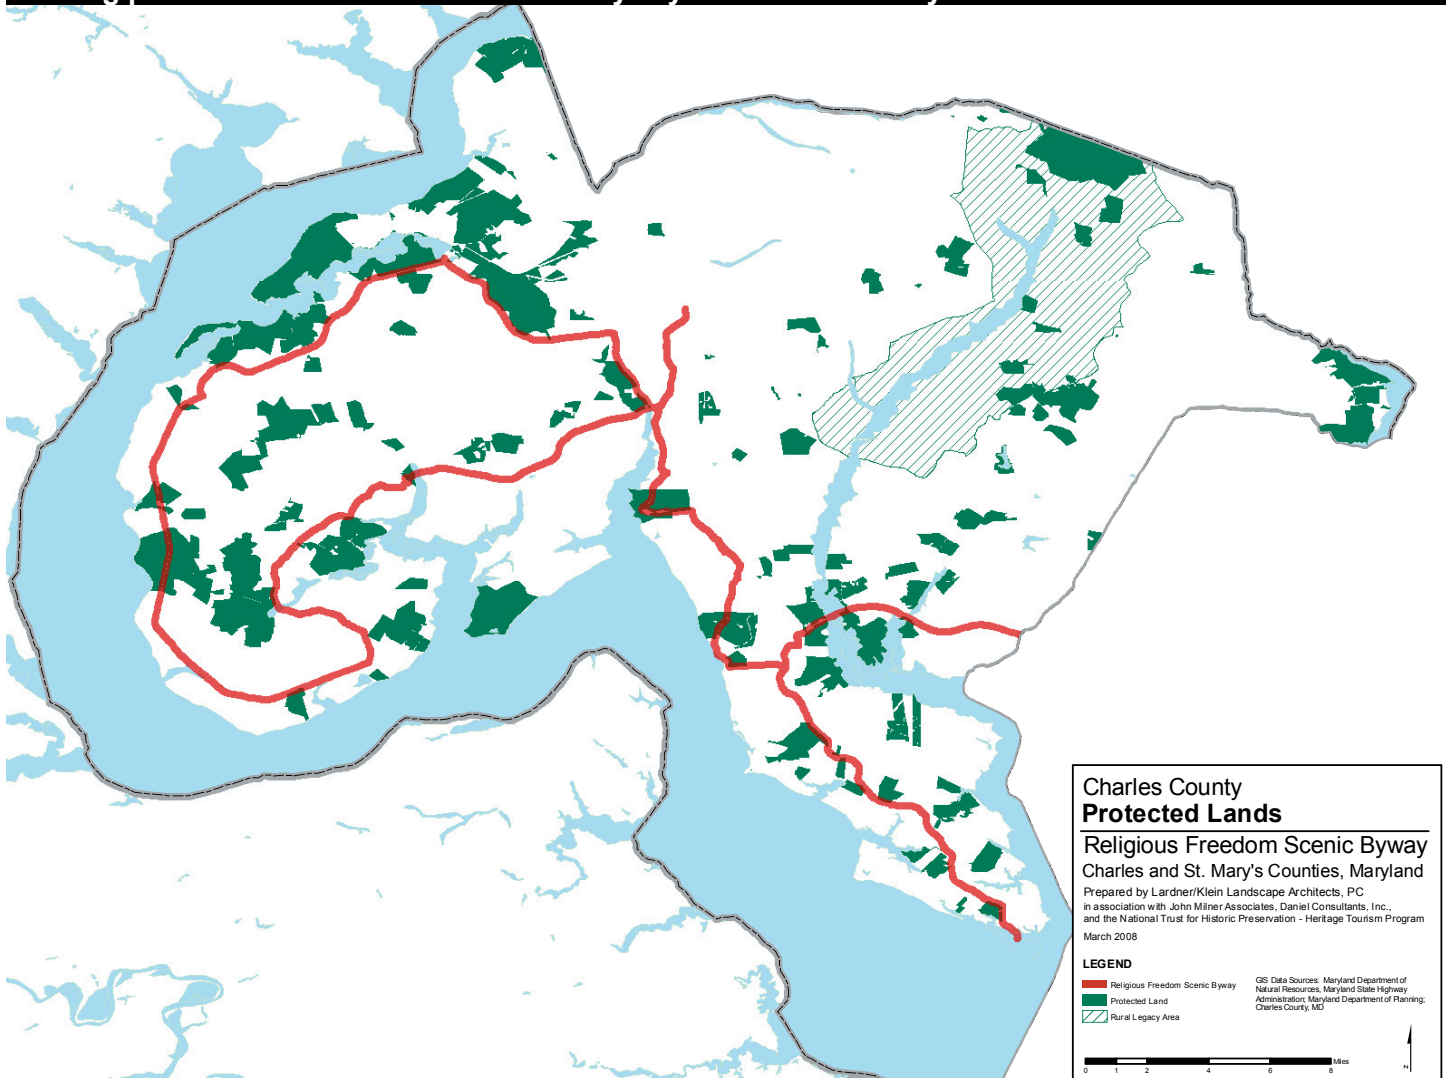 Charles County
Protected Lands
Religious Freedom Scenic Byway
Charles and St. Mary's Counties, Maryland
Prepared by Lardner/Klein Landscape Architects, PC
in association with John Milner Associates, Daniel Consultants, Inc.,
and the National Trust for Historic Preservation - Heritage Tourism Program
March 2008
LEGEND
Religious Freedom Scenic Byway
Protected Land
Rural Legacy Area
GIS Data Sources: Maryland Department of
Natural Resources, Maryland State Highway
Administration; Maryland Department of Planning;
Charles County, MD
Miles
0 1 2 4 6 8
N